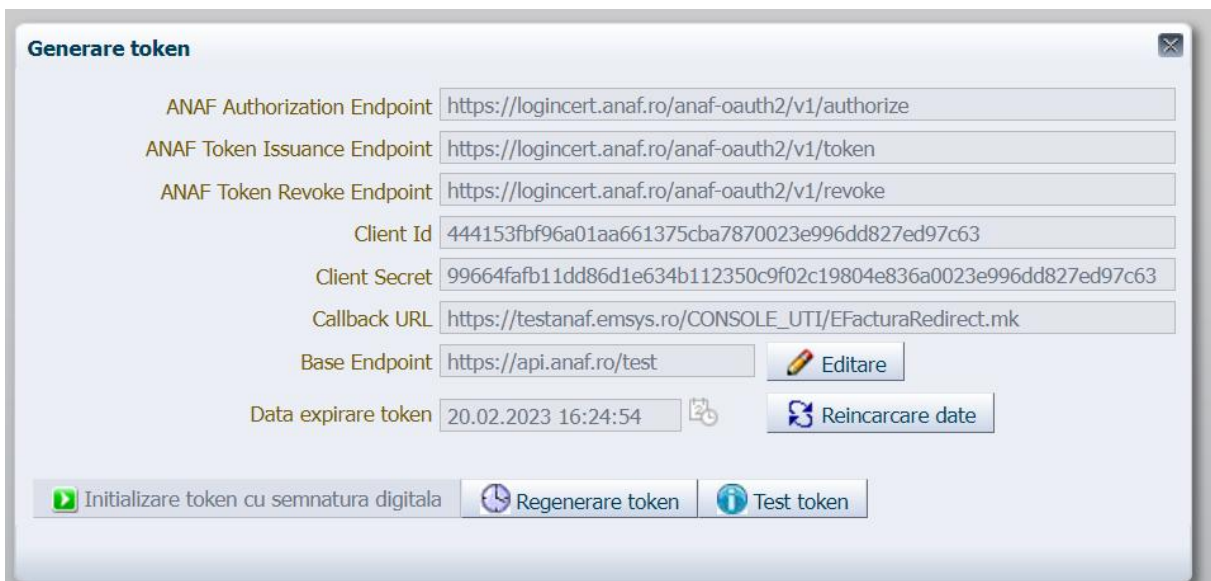 Generare token
ANAF Authorization Endpoint https://logincert.anaf.ro/anaf-oauth2/v1/authorize
ANAF Token Issuance Endpoint https://logincert.anaf.ro/anaf-oauth2/v1/token
ANAF Token Revoke Endpoint https://logincert.anaf.ro/anaf-oauth2/v1/revoke
Client Id 444153fbf96a01aa661375cba7870023e996dd827ed97c63
Client Secret 99664fafb11dd86d1e634b112350c9f02c19804e836a0023e996dd827ed97c63
Callback URL https://testanaf.emsys.ro/CONSOLE_UTI/EFacturaRedirect.mk
Base Endpoint https://api.anaf.ro/test Editare
Data expirare token 20.02.2023 16:24:54 Reincarcare date
Initializare token cu semnatura digitala Regenerare token Test token